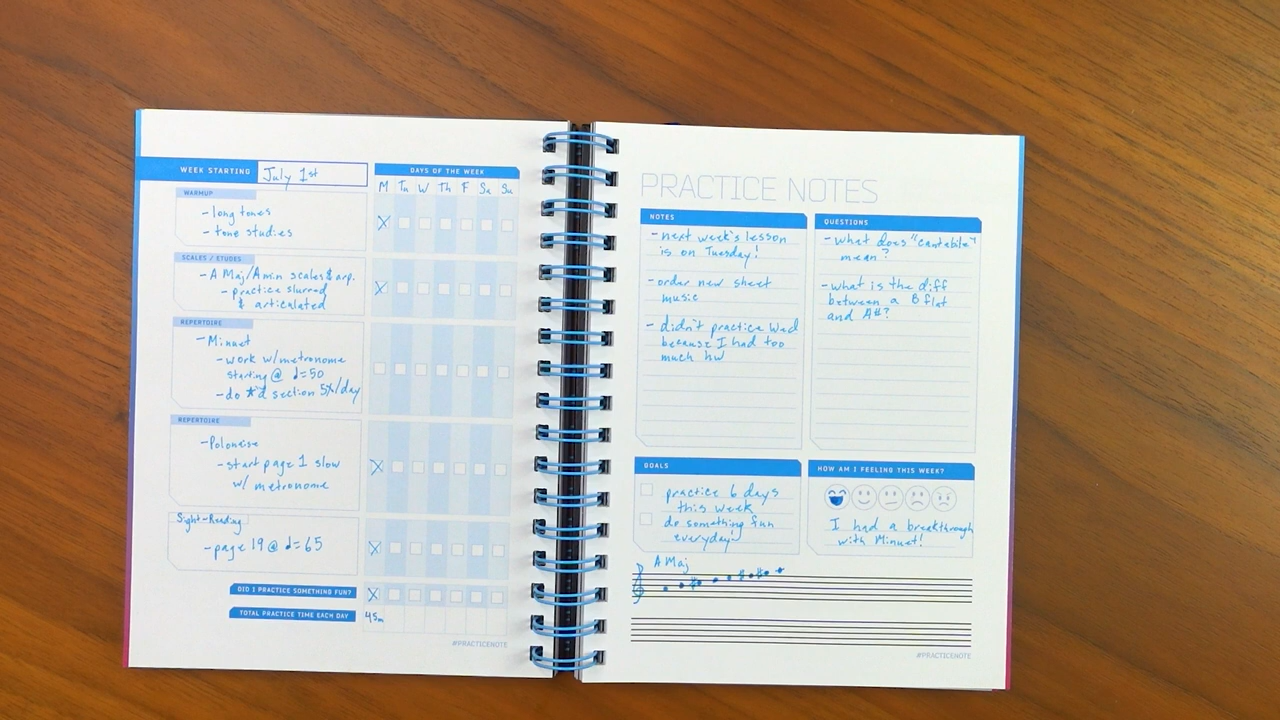 WEEK STARTING July 1st
DAYS OF THE WEEK
M Tu W Th F Sa Su
WARMUP
- long tones
- tone studies
SCALES / ETUDES
- A Maj/A min scales & arp.
- practice slurred
& articulated
REPERTOIRE
- Minuet
- work w/metronome
starting @ d=50
- do *'d section 5x/day
REPERTOIRE
- Polonaise
- start page 1 slow
w/ metronome
Sight-Reading
- page 19 @ d=65
DID I PRACTICE SOMETHING FUN?
TOTAL PRACTICE TIME EACH DAY 45m
#PRACTICENOTE
PRACTICE NOTES
NOTES
- next week's lesson
is on Tuesday!
- order new sheet
music
- didn't practice Wed
because I had too
much hw
QUESTIONS
- what does "cantabile"
mean?
- what is the diff
between a B flat
and A#?
GOALS
practice 6 days
this week
do something fun
everyday!
HOW AM I FEELING THIS WEEK?
I had a breakthrough
with Minuet!
A Maj
#PRACTICENOTE